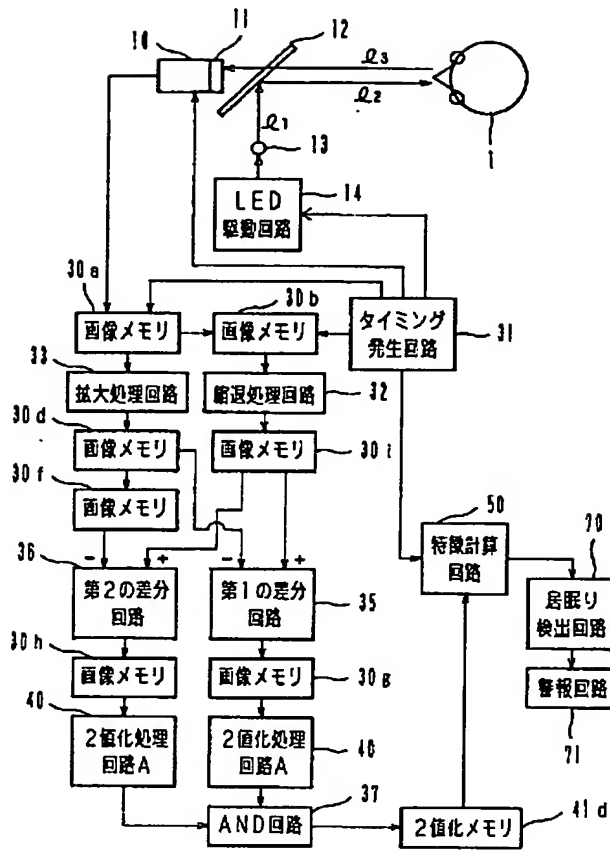 10
11
12
ℓ3
ℓ2
ℓ1
13
1
14
LED
駆動回路
30a
30b
画像メモリ
画像メモリ
タイミング
発生回路
31
33
拡大処理回路
縮退処理回路
32
30d
画像メモリ
画像メモリ
30i
30f
画像メモリ
50
特徴計算
回路
70
36
-
+
-
+
第2の差分
回路
第1の差分
回路
35
居眠り
検出回路
30h
画像メモリ
画像メモリ
30g
警報回路
71
40
2値化処理
回路A
2値化処理
回路A
40
37
AND回路
2値化メモリ
41d